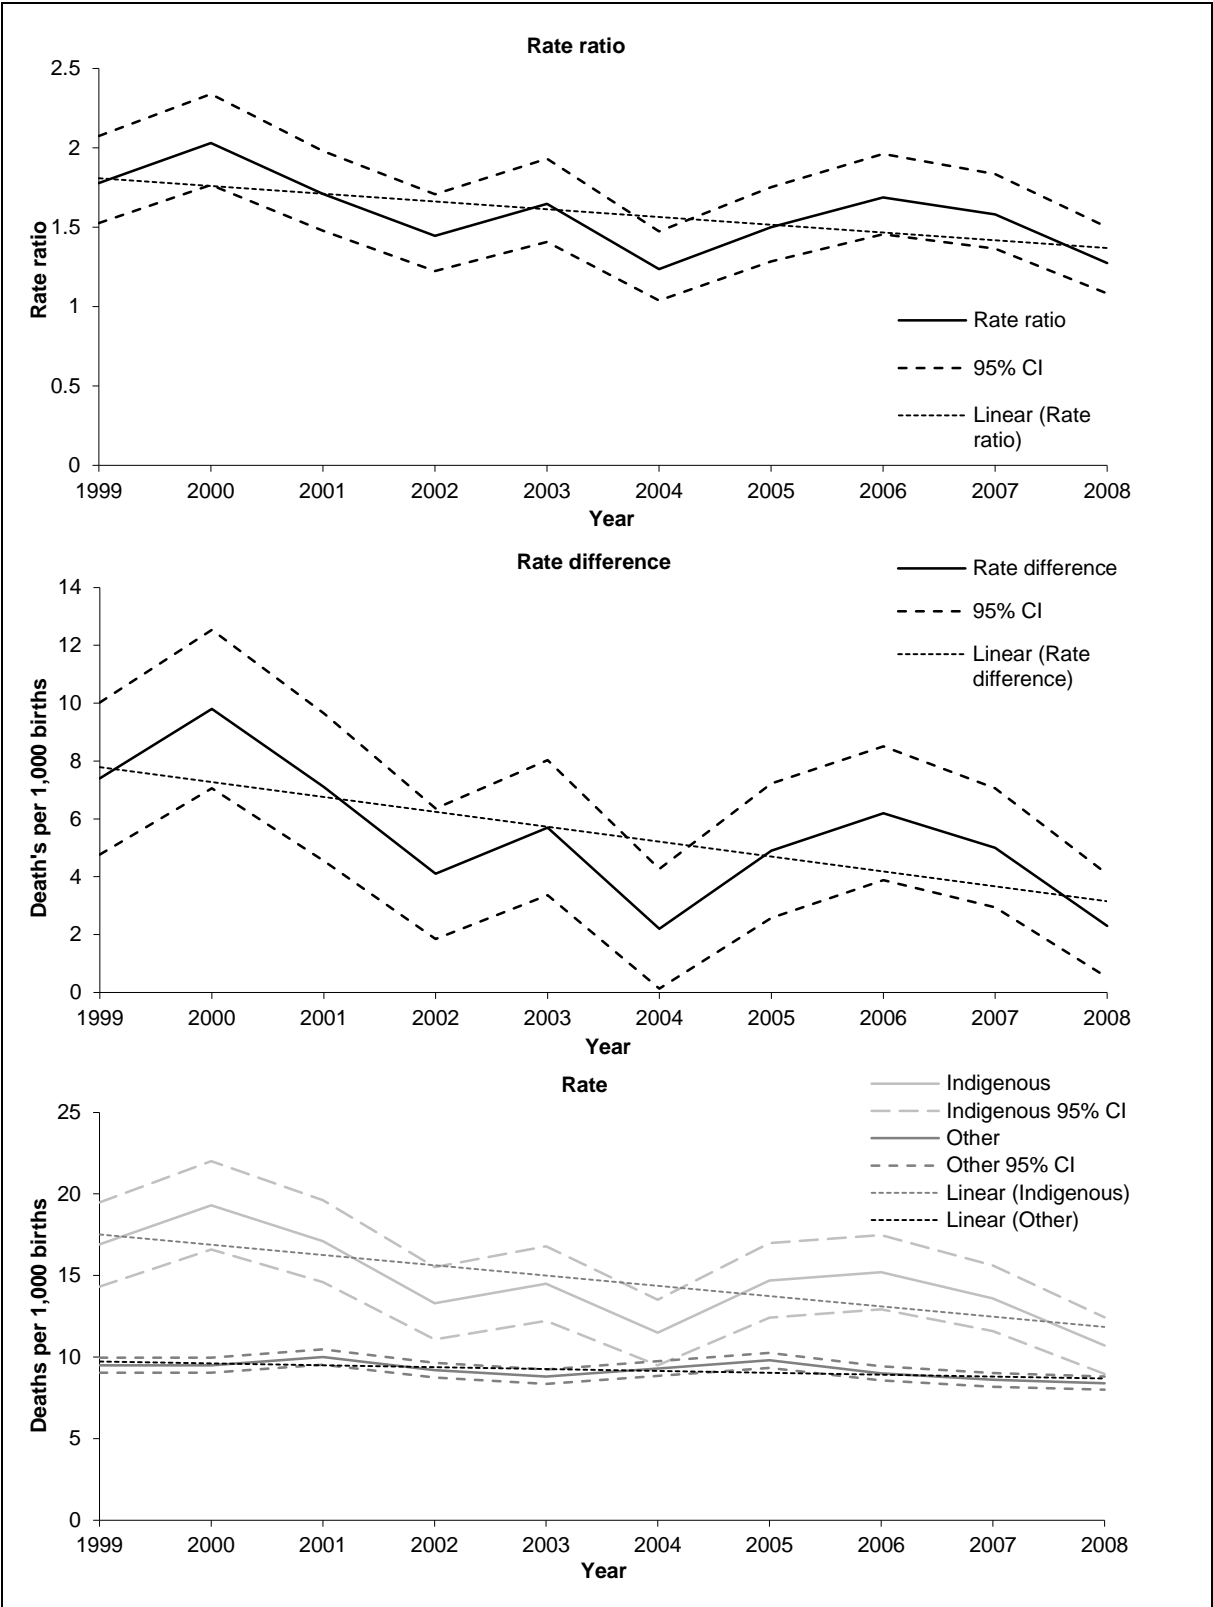 Rate ratio
2.5
2
1.5
1
0.5
0
Rate ratio
Rate ratio
95% CI
Linear (Rate
ratio)
1999 2000 2001 2002 2003 2004 2005 2006 2007 2008
Year
Rate difference
Rate difference
95% CI
Linear (Rate
difference)
14
12
10
8
6
4
2
0
Death's per 1,000 births
1999 2000 2001 2002 2003 2004 2005 2006 2007 2008
Year
Rate
Indigenous
Indigenous 95% CI
Other
Other 95% CI
Linear (Indigenous)
Linear (Other)
25
20
15
10
5
0
Deaths per 1,000 births
1999 2000 2001 2002 2003 2004 2005 2006 2007 2008
Year